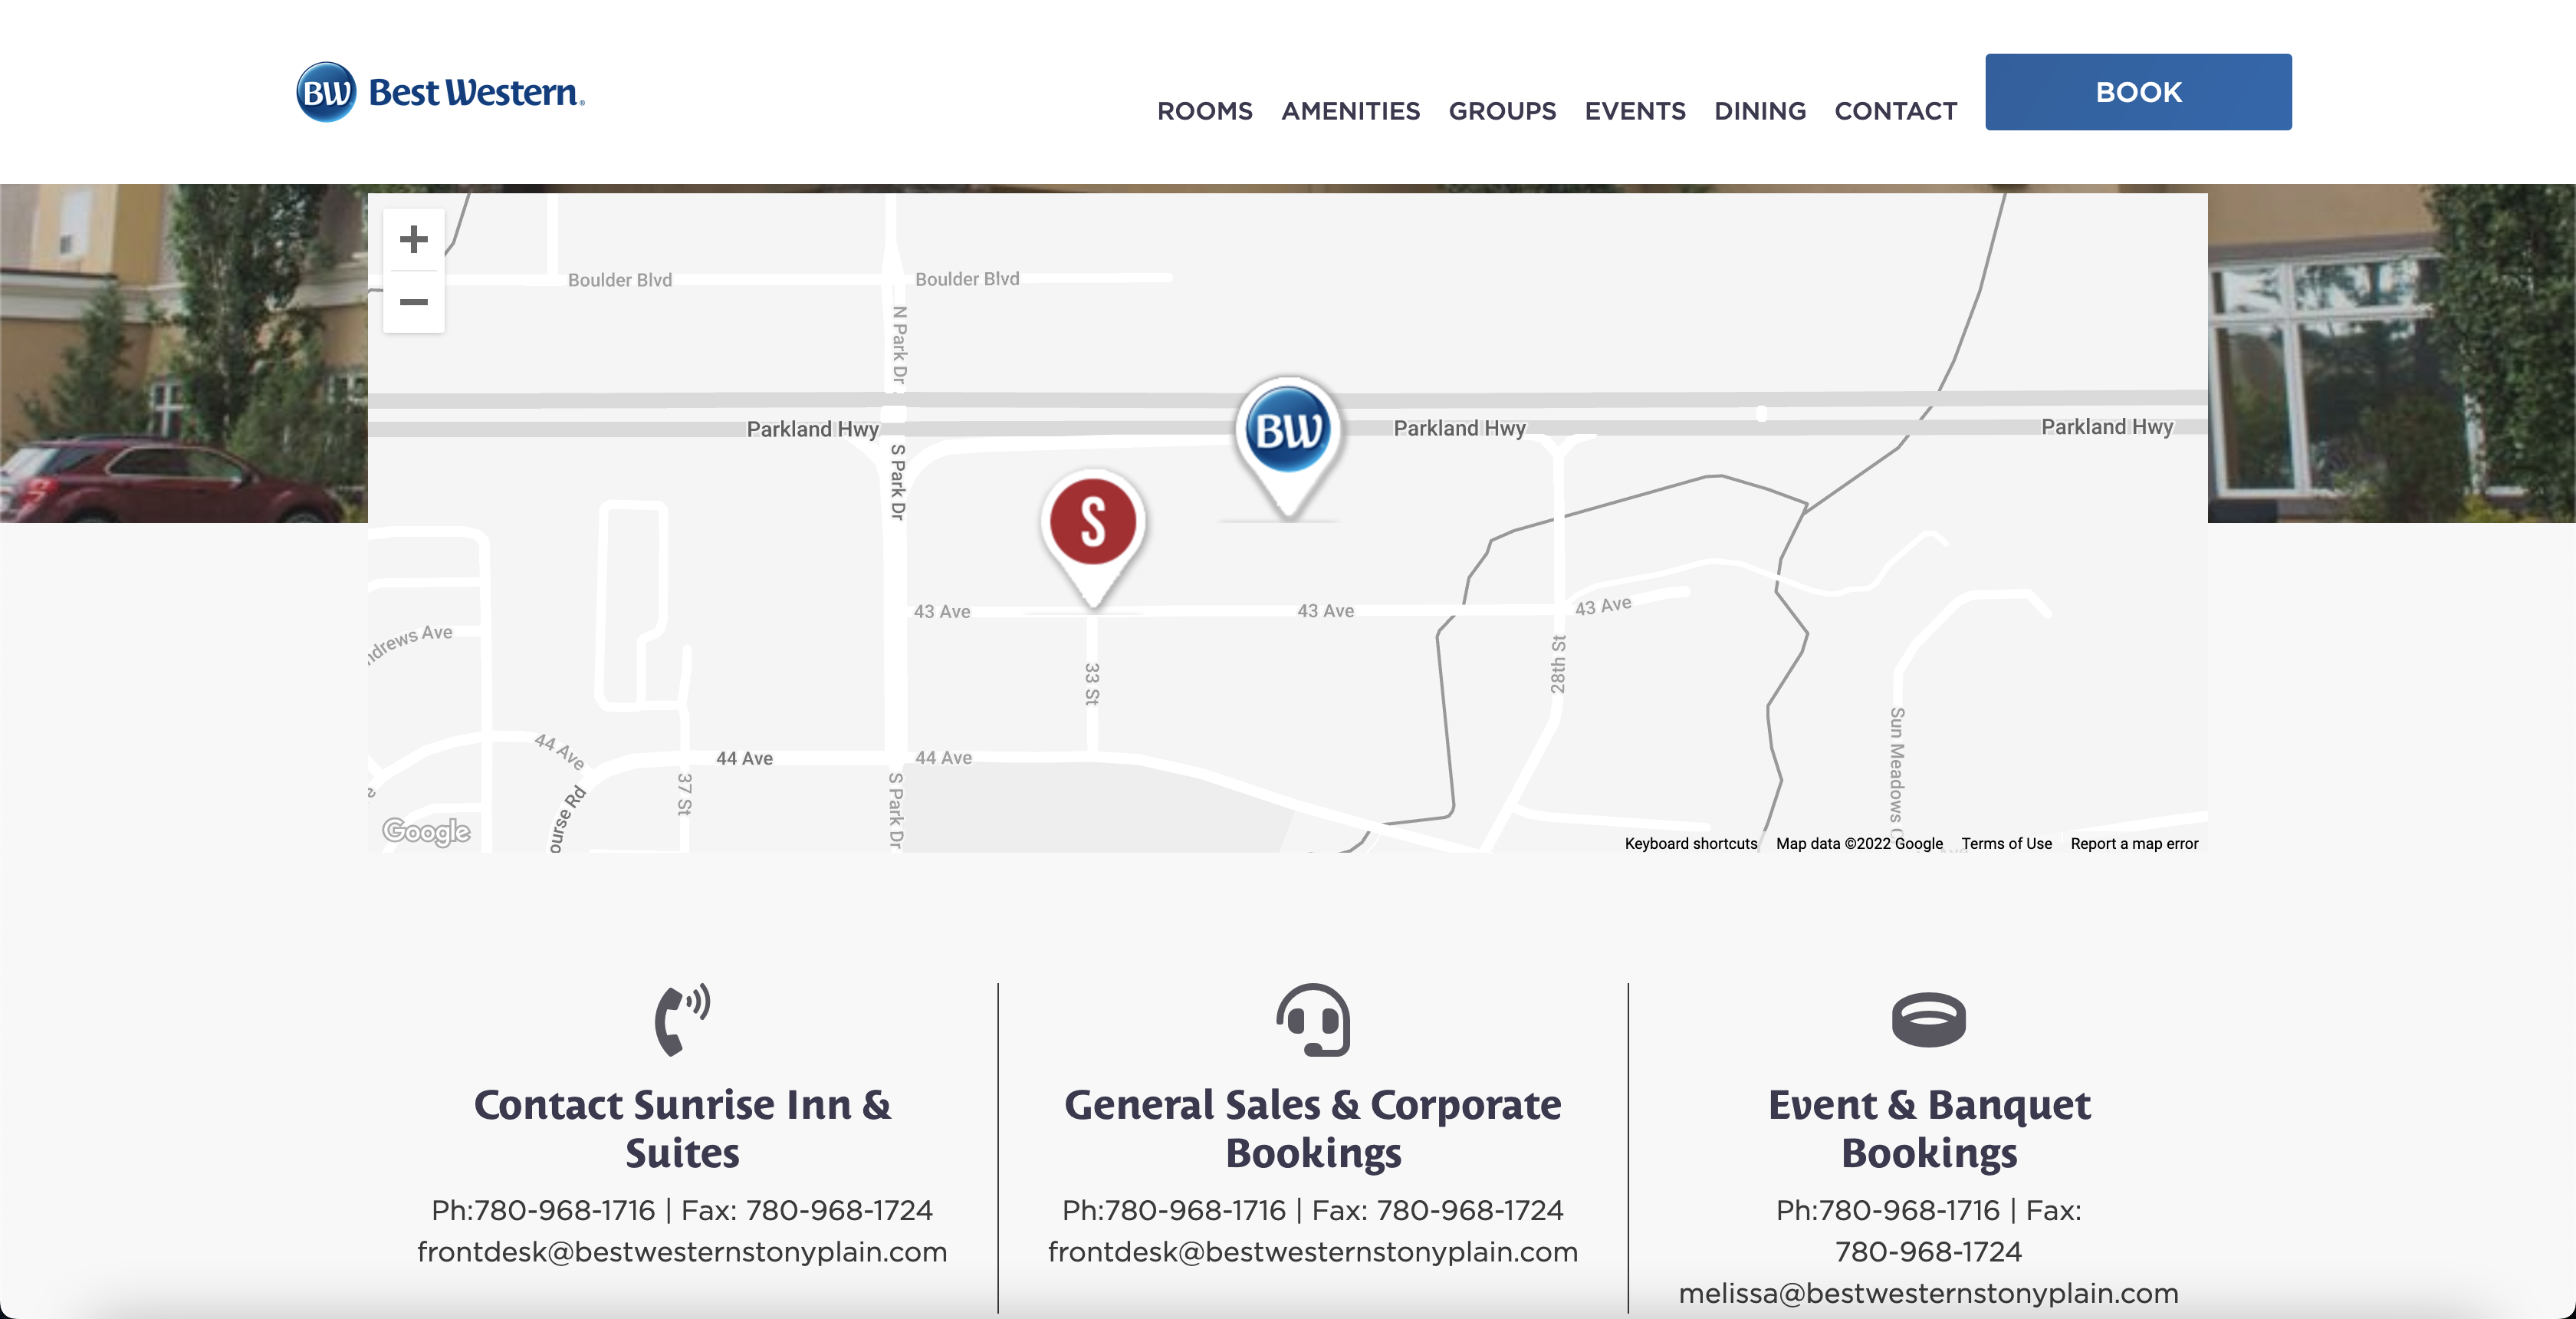 BW Best Western®
ROOMS AMENITIES GROUPS EVENTS DINING CONTACT BOOK
+
−
Boulder Blvd
Boulder Blvd
N Park Dr
Parkland Hwy
BW
Parkland Hwy
Parkland Hwy
S Park Dr
S
43 Ave
43 Ave
43 Ave
ndrews Ave
33 St
28th St
44 Ave
44 Ave
44 Ave
ourse Rd
37 St
S Park Dr
Sun Meadows
Google
Keyboard shortcuts Map data ©2022 Google Terms of Use Report a map error
Contact Sunrise Inn &
Suites
Ph:780-968-1716 | Fax: 780-968-1724
frontdesk@bestwesternstonyplain.com
General Sales & Corporate
Bookings
Ph:780-968-1716 | Fax: 780-968-1724
frontdesk@bestwesternstonyplain.com
Event & Banquet
Bookings
Ph:780-968-1716 | Fax:
780-968-1724
melissa@bestwesternstonyplain.com